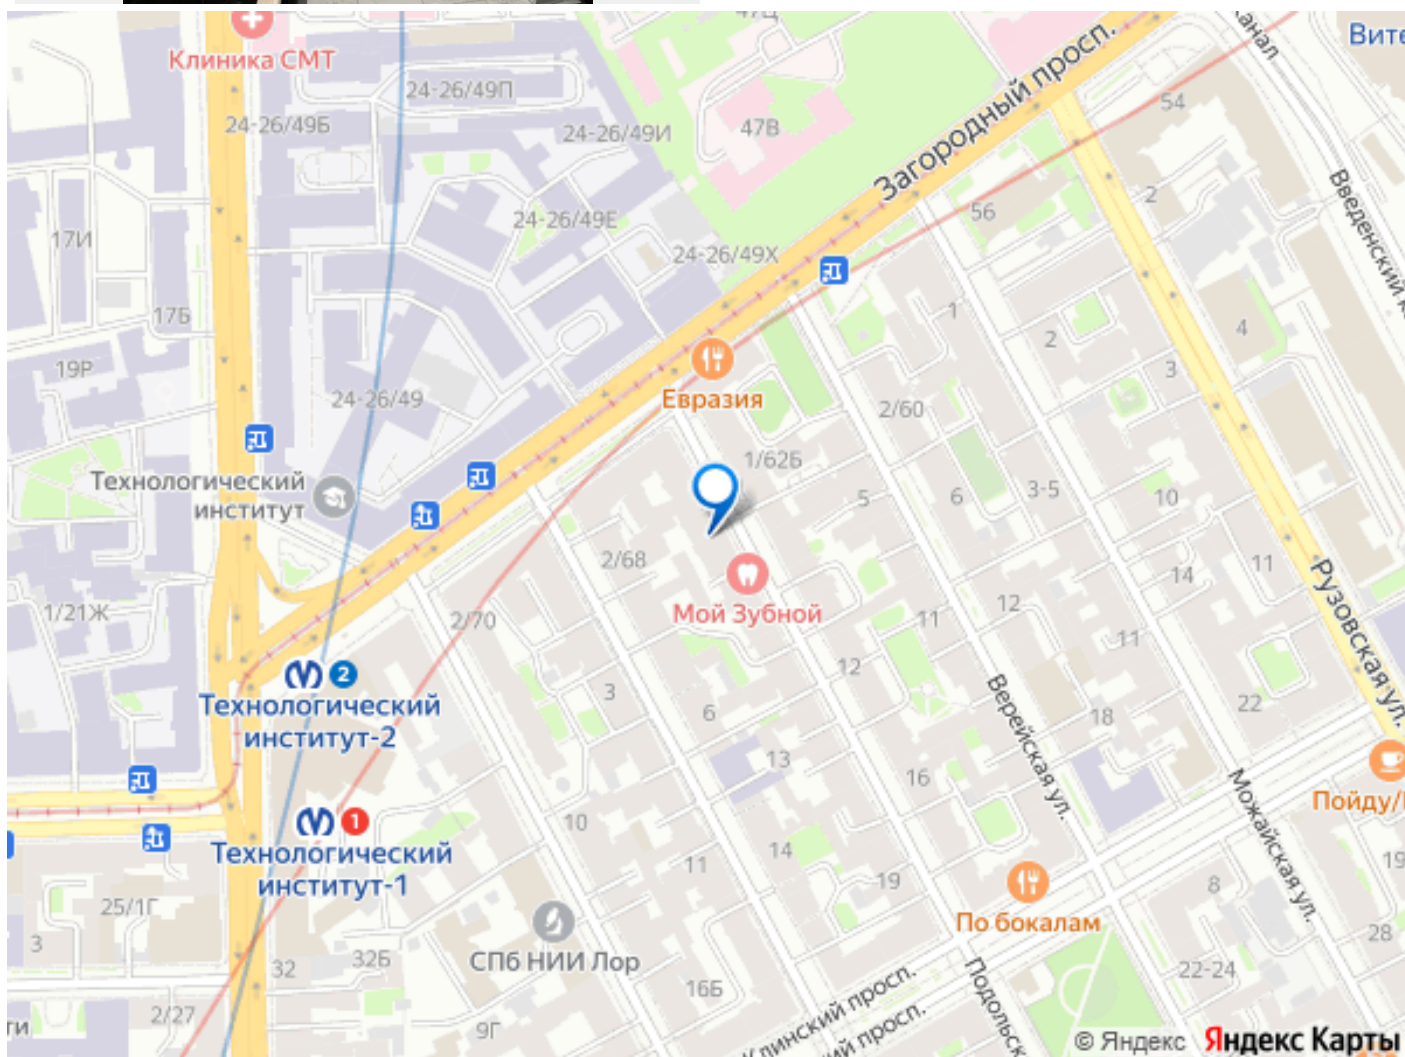 47Ц
Клиника СМТ
24-26/49П
24-26/49Б
24-26/49И
47В
Загородный просп.
54
Введенский
канал
2
56
17И
24-26/49Е
24-26/49Х
17Б
1
4
2
19Р
3
24-26/49
Евразия
2/60
1/62Б
Технологический
институт
5
6
3-5
10
2/68
11
14
Рузовская ул.
Мой Зубной
1/21Ж
2/70
12
11
11
2
Технологический
институт-2
3
12
6
Верейская ул.
22
18
13
16
Можайская ул.
1
Технологический
институт-1
10
14
11
19
8
19
25/1Г
По бокалам
3
СПб НИИ Лор
32Б
32
28
22-24
16Б
2/27
9Г
© Яндекс Яндекс Карты